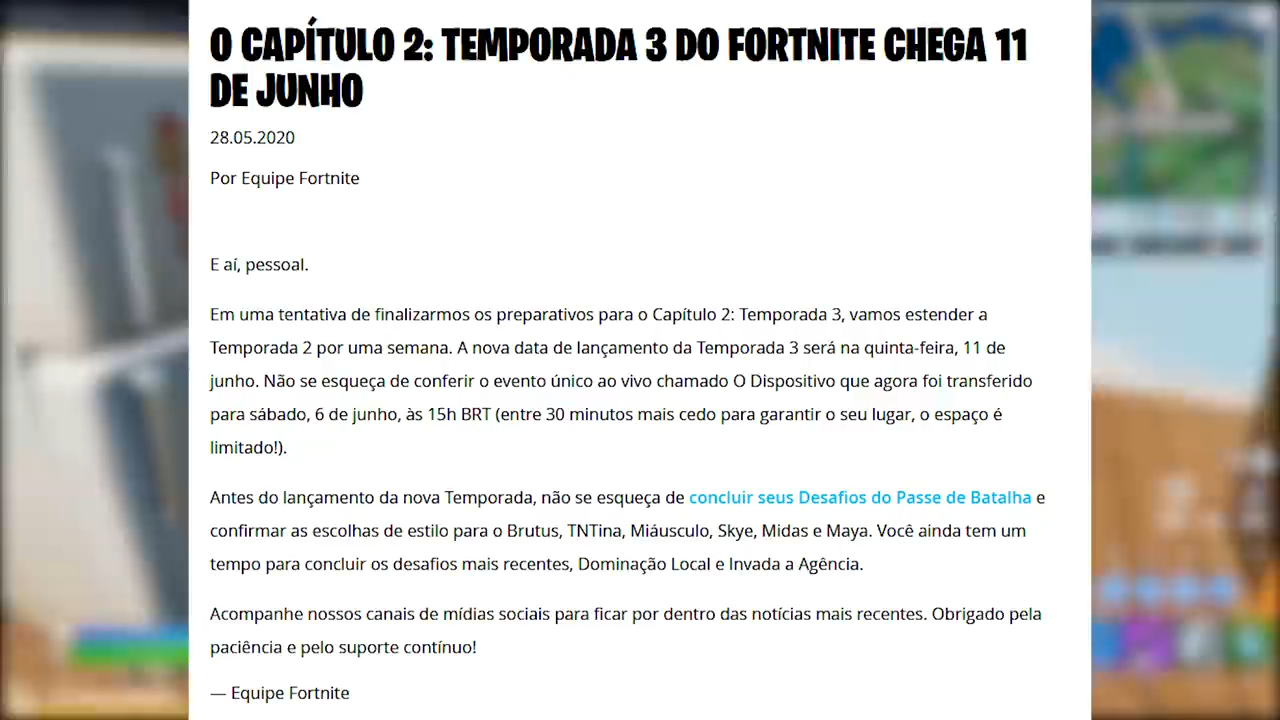 O CAPÍTULO 2: TEMPORADA 3 DO FORTNITE CHEGA 11
DE JUNHO
28.05.2020
Por Equipe Fortnite
E aí, pessoal.
Em uma tentativa de finalizarmos os preparativos para o Capítulo 2: Temporada 3, vamos estender a
Temporada 2 por uma semana. A nova data de lançamento da Temporada 3 será na quinta-feira, 11 de
junho. Não se esqueça de conferir o evento único ao vivo chamado O Dispositivo que agora foi transferido
para sábado, 6 de junho, às 15h BRT (entre 30 minutos mais cedo para garantir o seu lugar, o espaço é
limitado!).
Antes do lançamento da nova Temporada, não se esqueça de concluir seus Desafios do Passe de Batalha e
confirmar as escolhas de estilo para o Brutus, TNTina, Miáusculo, Skye, Midas e Maya. Você ainda tem um
tempo para concluir os desafios mais recentes, Dominação Local e Invada a Agência.
Acompanhe nossos canais de mídias sociais para ficar por dentro das notícias mais recentes. Obrigado pela
paciência e pelo suporte contínuo!
— Equipe Fortnite